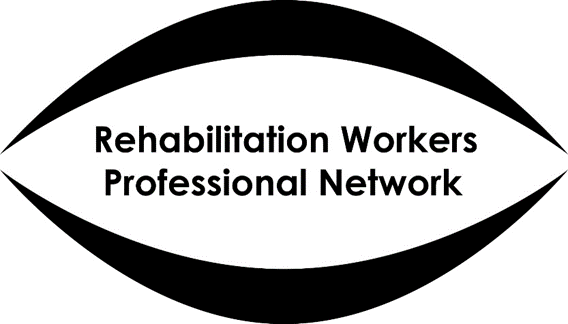 Rehabilitation Workers
Professional Network